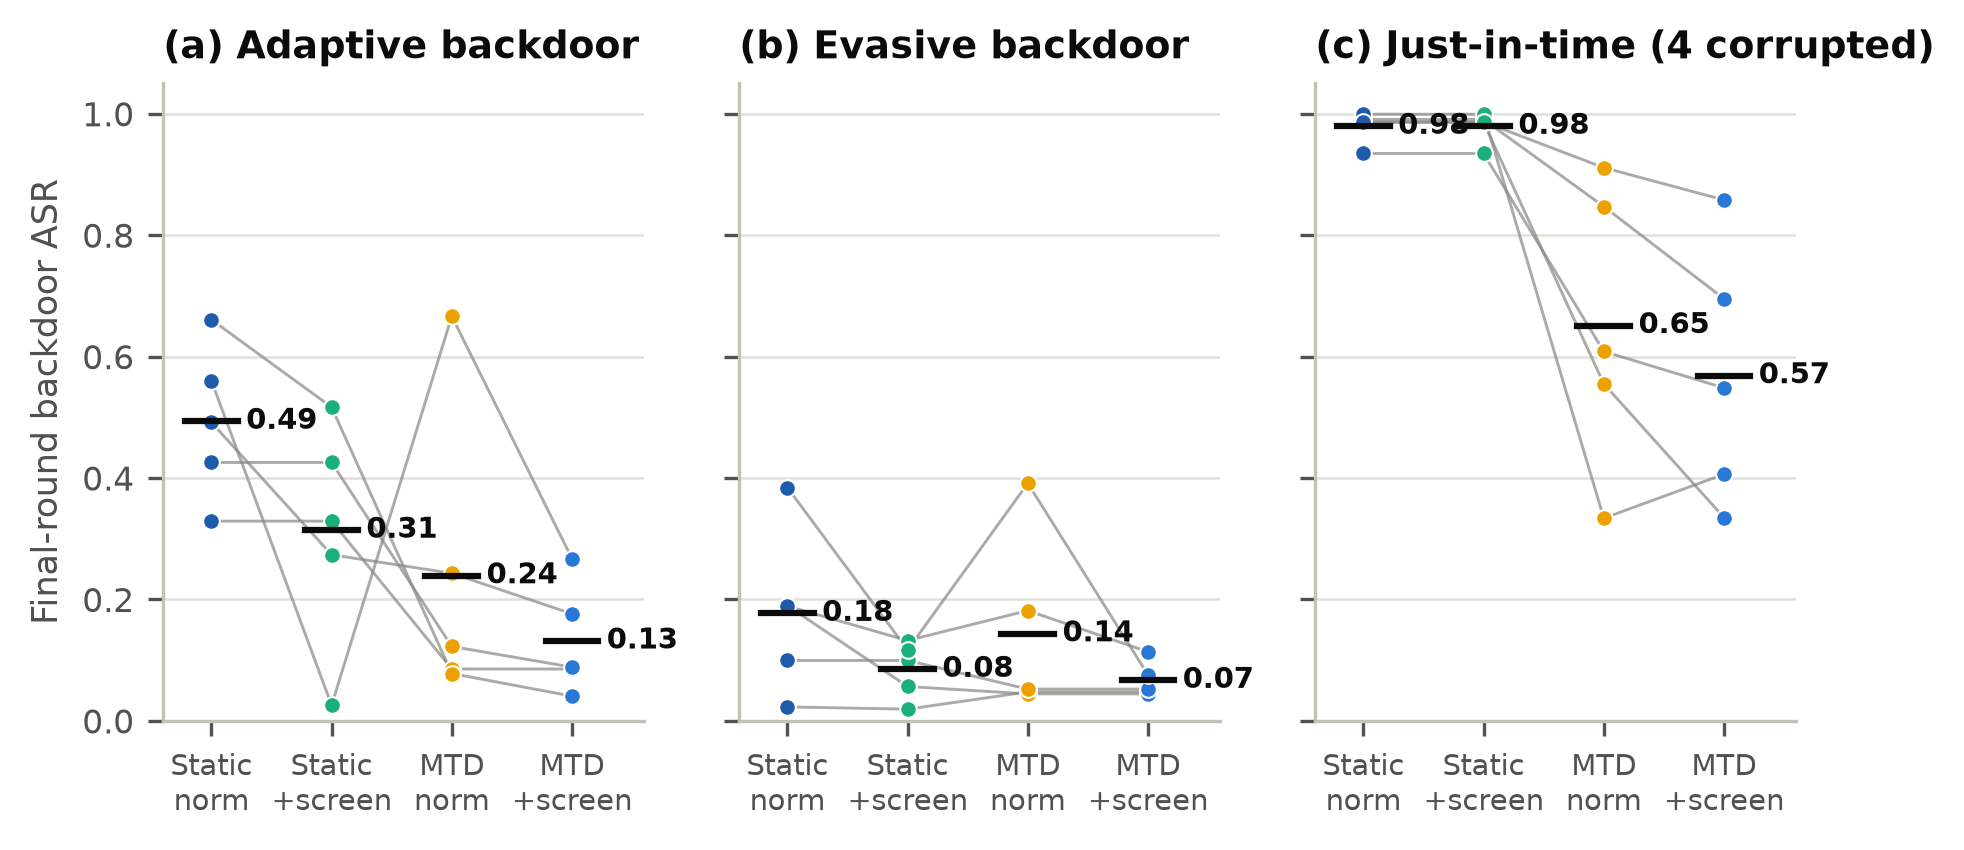 (a) Adaptive backdoor
(b) Evasive backdoor
(c) Just-in-time (4 corrupted)
Final-round backdoor ASR
1.0
0.8
0.6
0.4
0.2
0.0
0.49
0.31
0.24
0.13
0.18
0.08
0.14
0.07
0.98
0.98
0.65
0.57
Static
norm
Static
+screen
MTD
norm
MTD
+screen
Static
norm
Static
+screen
MTD
norm
MTD
+screen
Static
norm
Static
+screen
MTD
norm
MTD
+screen